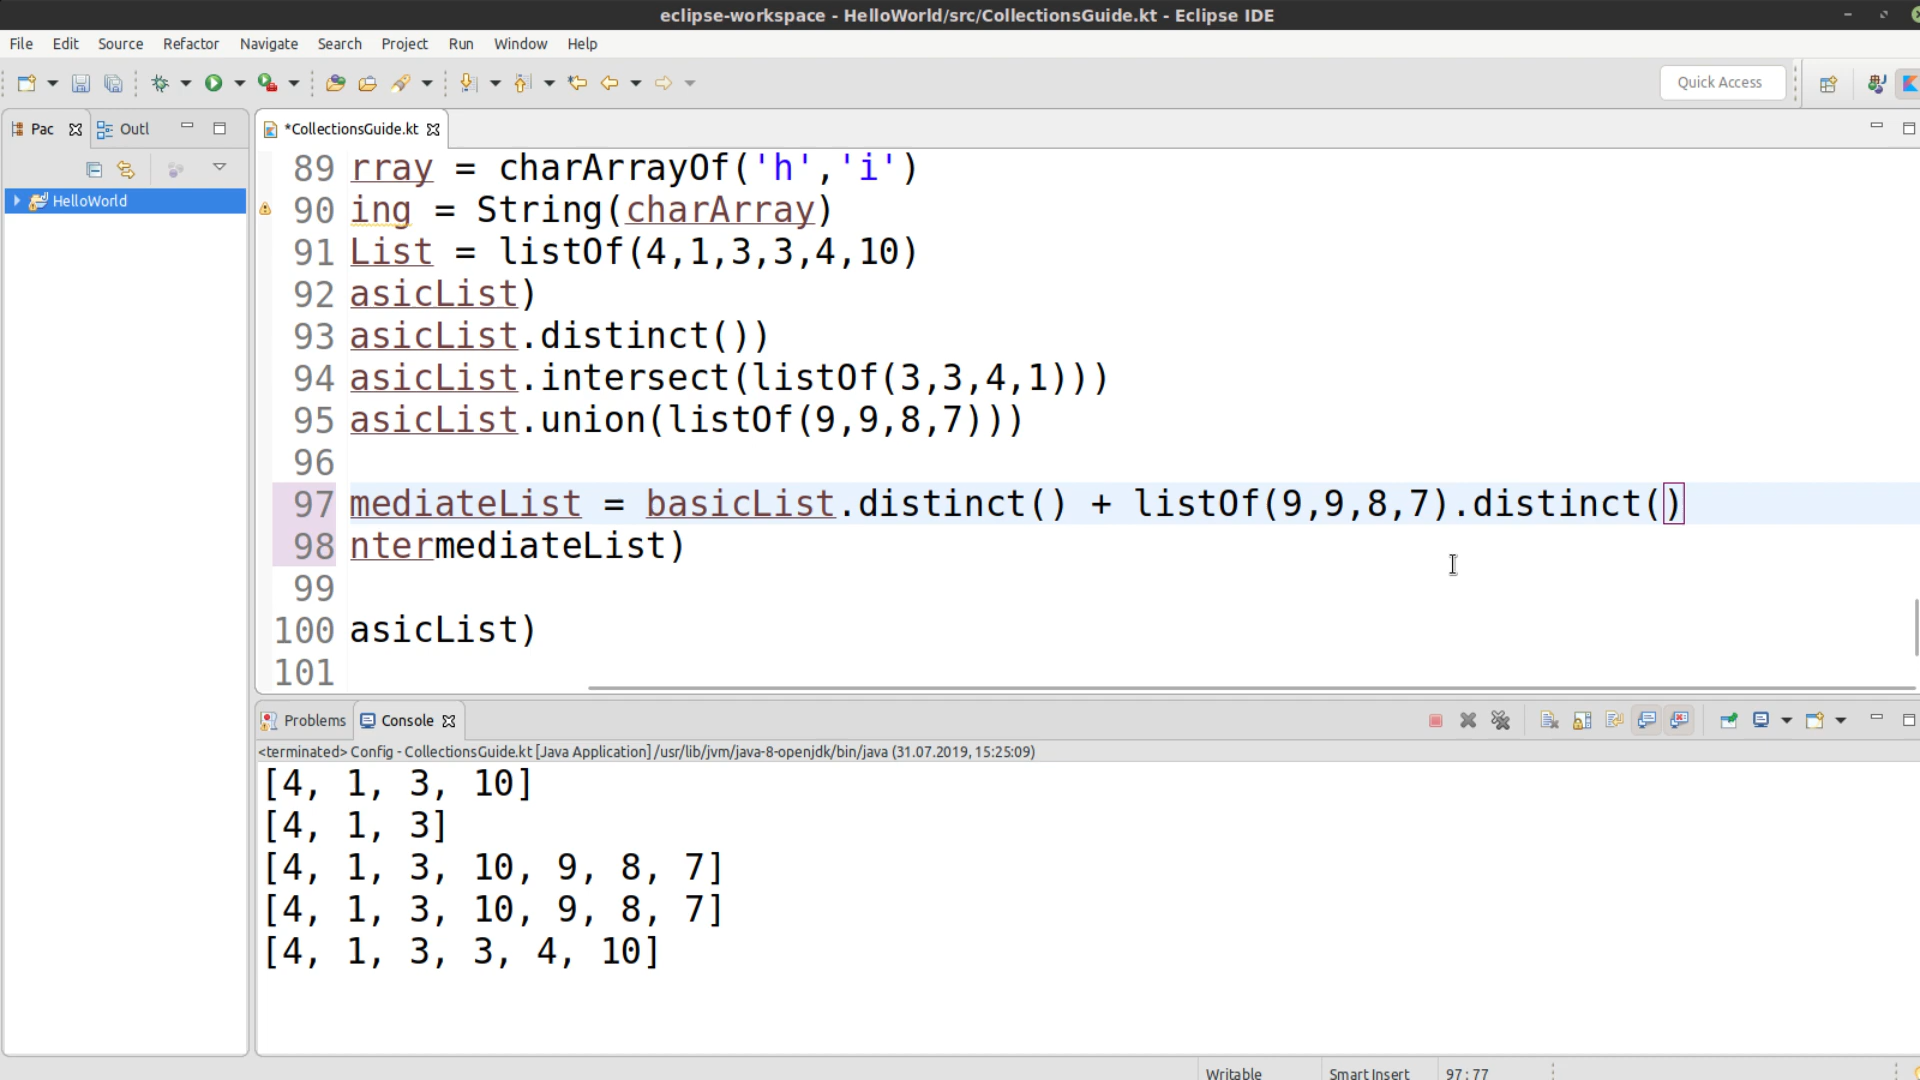 eclipse-workspace - HelloWorld/src/CollectionsGuide.kt - Eclipse IDE
File Edit Source Refactor Navigate Search Project Run Window Help
Quick Access
Pac Outl
*CollectionsGuide.kt
HelloWorld
89 rray = charArrayOf('h','i')
90 ing = String(charArray)
91 List = listOf(4,1,3,3,4,10)
92 asicList)
93 asicList.distinct())
94 asicList.intersect(listOf(3,3,4,1)))
95 asicList.union(listOf(9,9,8,7)))
96
97 mediateList = basicList.distinct() + listOf(9,9,8,7).distinct()
98 ntermediateList)
99
100 asicList)
101
Problems Console
<terminated> Config - CollectionsGuide.kt [Java Application] /usr/lib/jvm/java-8-openjdk/bin/java (31.07.2019, 15:25:09)
[4, 1, 3, 10]
[4, 1, 3]
[4, 1, 3, 10, 9, 8, 7]
[4, 1, 3, 10, 9, 8, 7]
[4, 1, 3, 3, 4, 10]
Writable Smart Insert 97 : 77